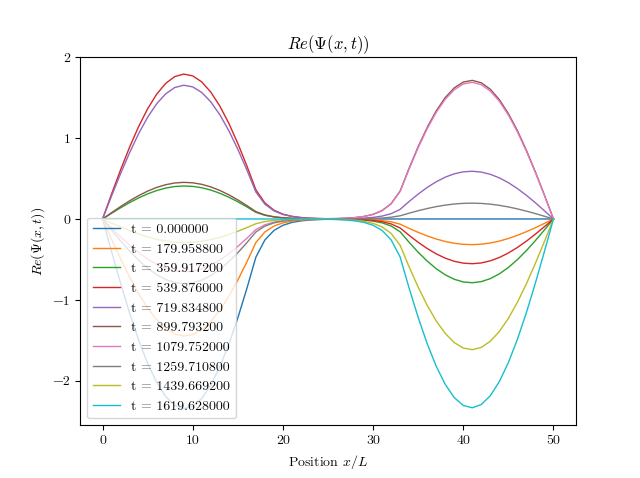 Re(Ψ(x, t))
2
1
0
−1
−2
Re(Ψ(x, t))
t = 0.000000
t = 179.958800
t = 359.917200
t = 539.876000
t = 719.834800
t = 899.793200
t = 1079.752000
t = 1259.710800
t = 1439.669200
t = 1619.628000
0 10 20 30 40 50
Position x/L